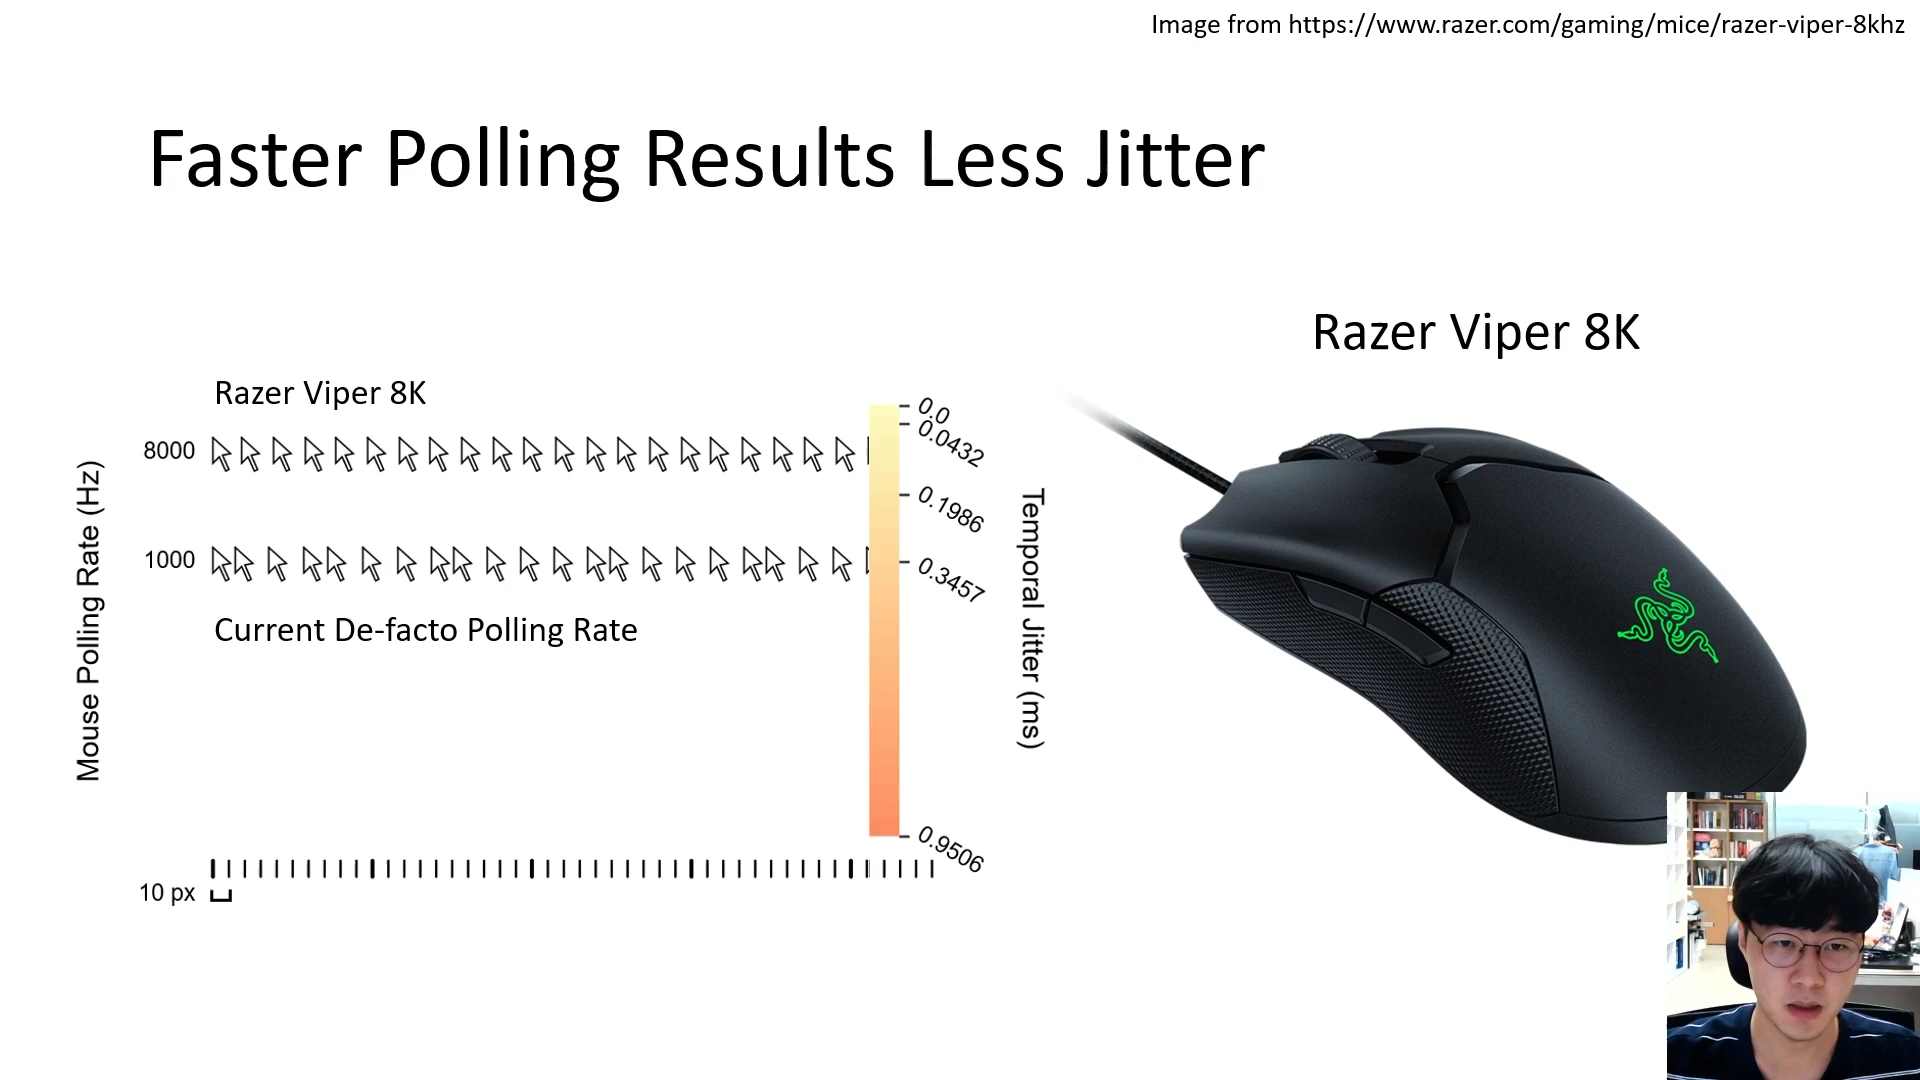 Image from https://www.razer.com/gaming/mice/razer-viper-8khz
Faster Polling Results Less Jitter
Razer Viper 8K
Razer Viper 8K
8000
1000
Current De-facto Polling Rate
Mouse Polling Rate (Hz)
0.0
0.0432
0.1986
0.3457
0.9506
Temporal Jitter (ms)
10 px